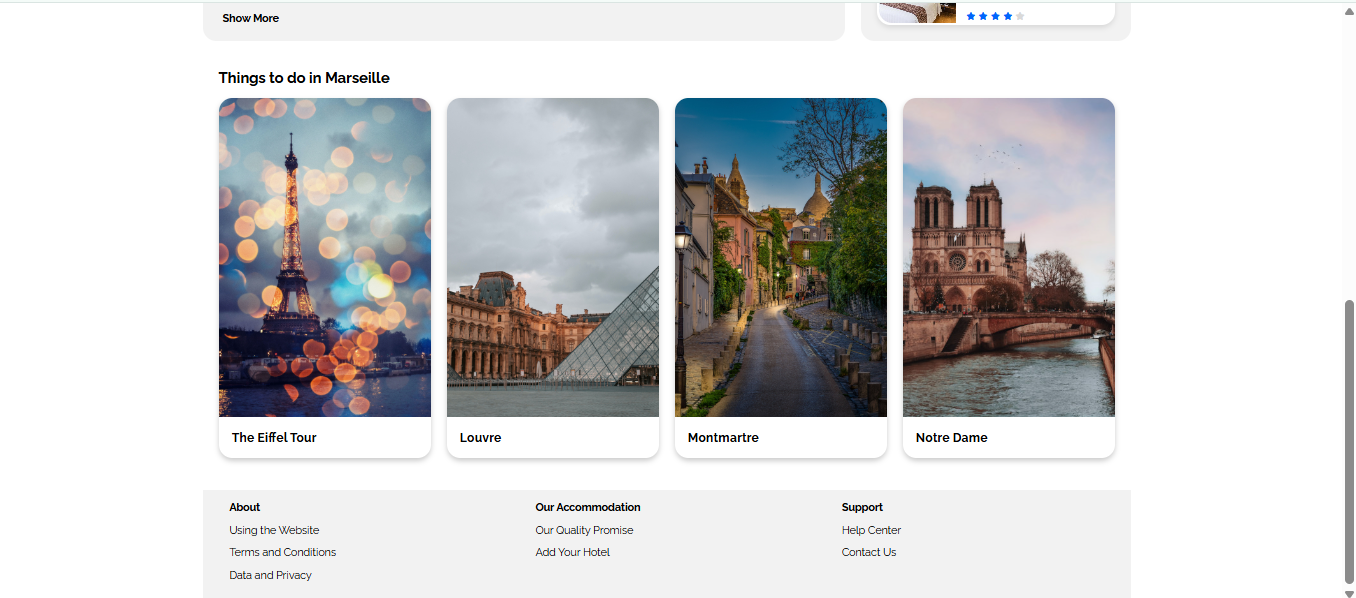 Show More
Things to do in Marseille
The Eiffel Tour
Louvre
Montmartre
Notre Dame
About
Our Accommodation
Support
Using the Website
Our Quality Promise
Help Center
Terms and Conditions
Add Your Hotel
Contact Us
Data and Privacy